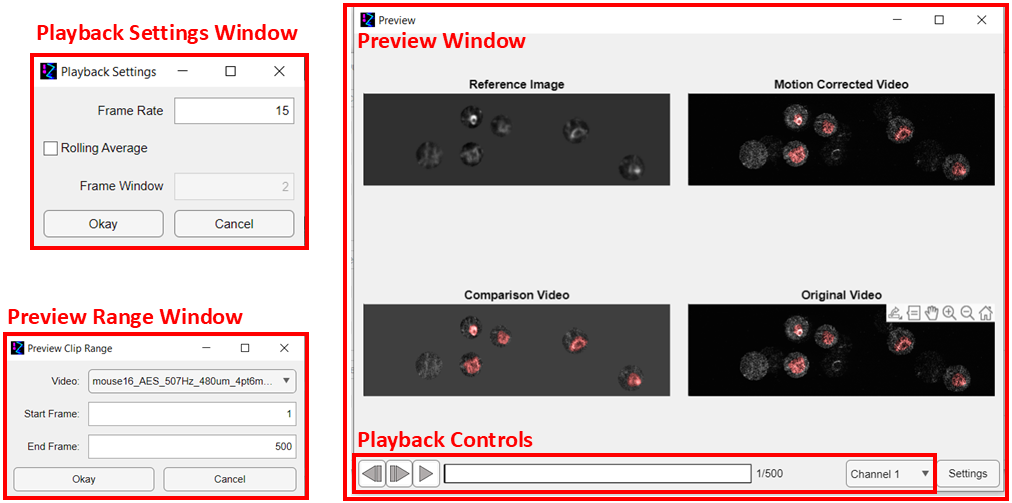 Playback Settings Window
Playback Settings
Frame Rate 15
Rolling Average
Frame Window 2
Okay Cancel
Preview Range Window
Preview Clip Range
Video: mouse16_AES_507Hz_480um_4pt6m...
Start Frame: 1
End Frame: 500
Okay Cancel
Preview
Preview Window
Reference Image Motion Corrected Video
Comparison Video Original Video
Playback Controls
1/500 Channel 1 Settings